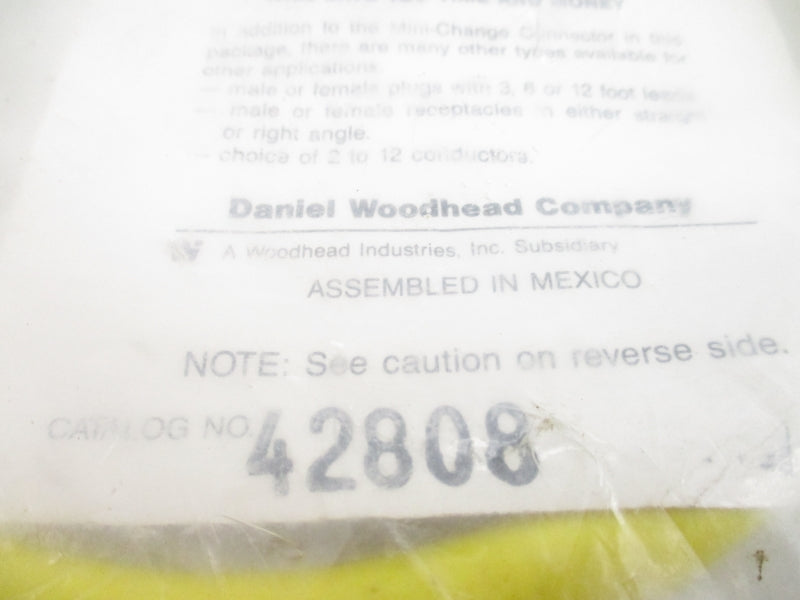 AND MONEY
In addition to the Mini-Change Connector in this
package, there are many other types available for
other applications.
— male or female plugs with 3, 6 or 12 foot leads
— male or female receptacles in either straight
or right angle.
— choice of 2 to 12 conductors.
Daniel Woodhead Company
A Woodhead Industries, Inc. Subsidiary
ASSEMBLED IN MEXICO
NOTE: See caution on reverse side.
CATALOG NO. 42808